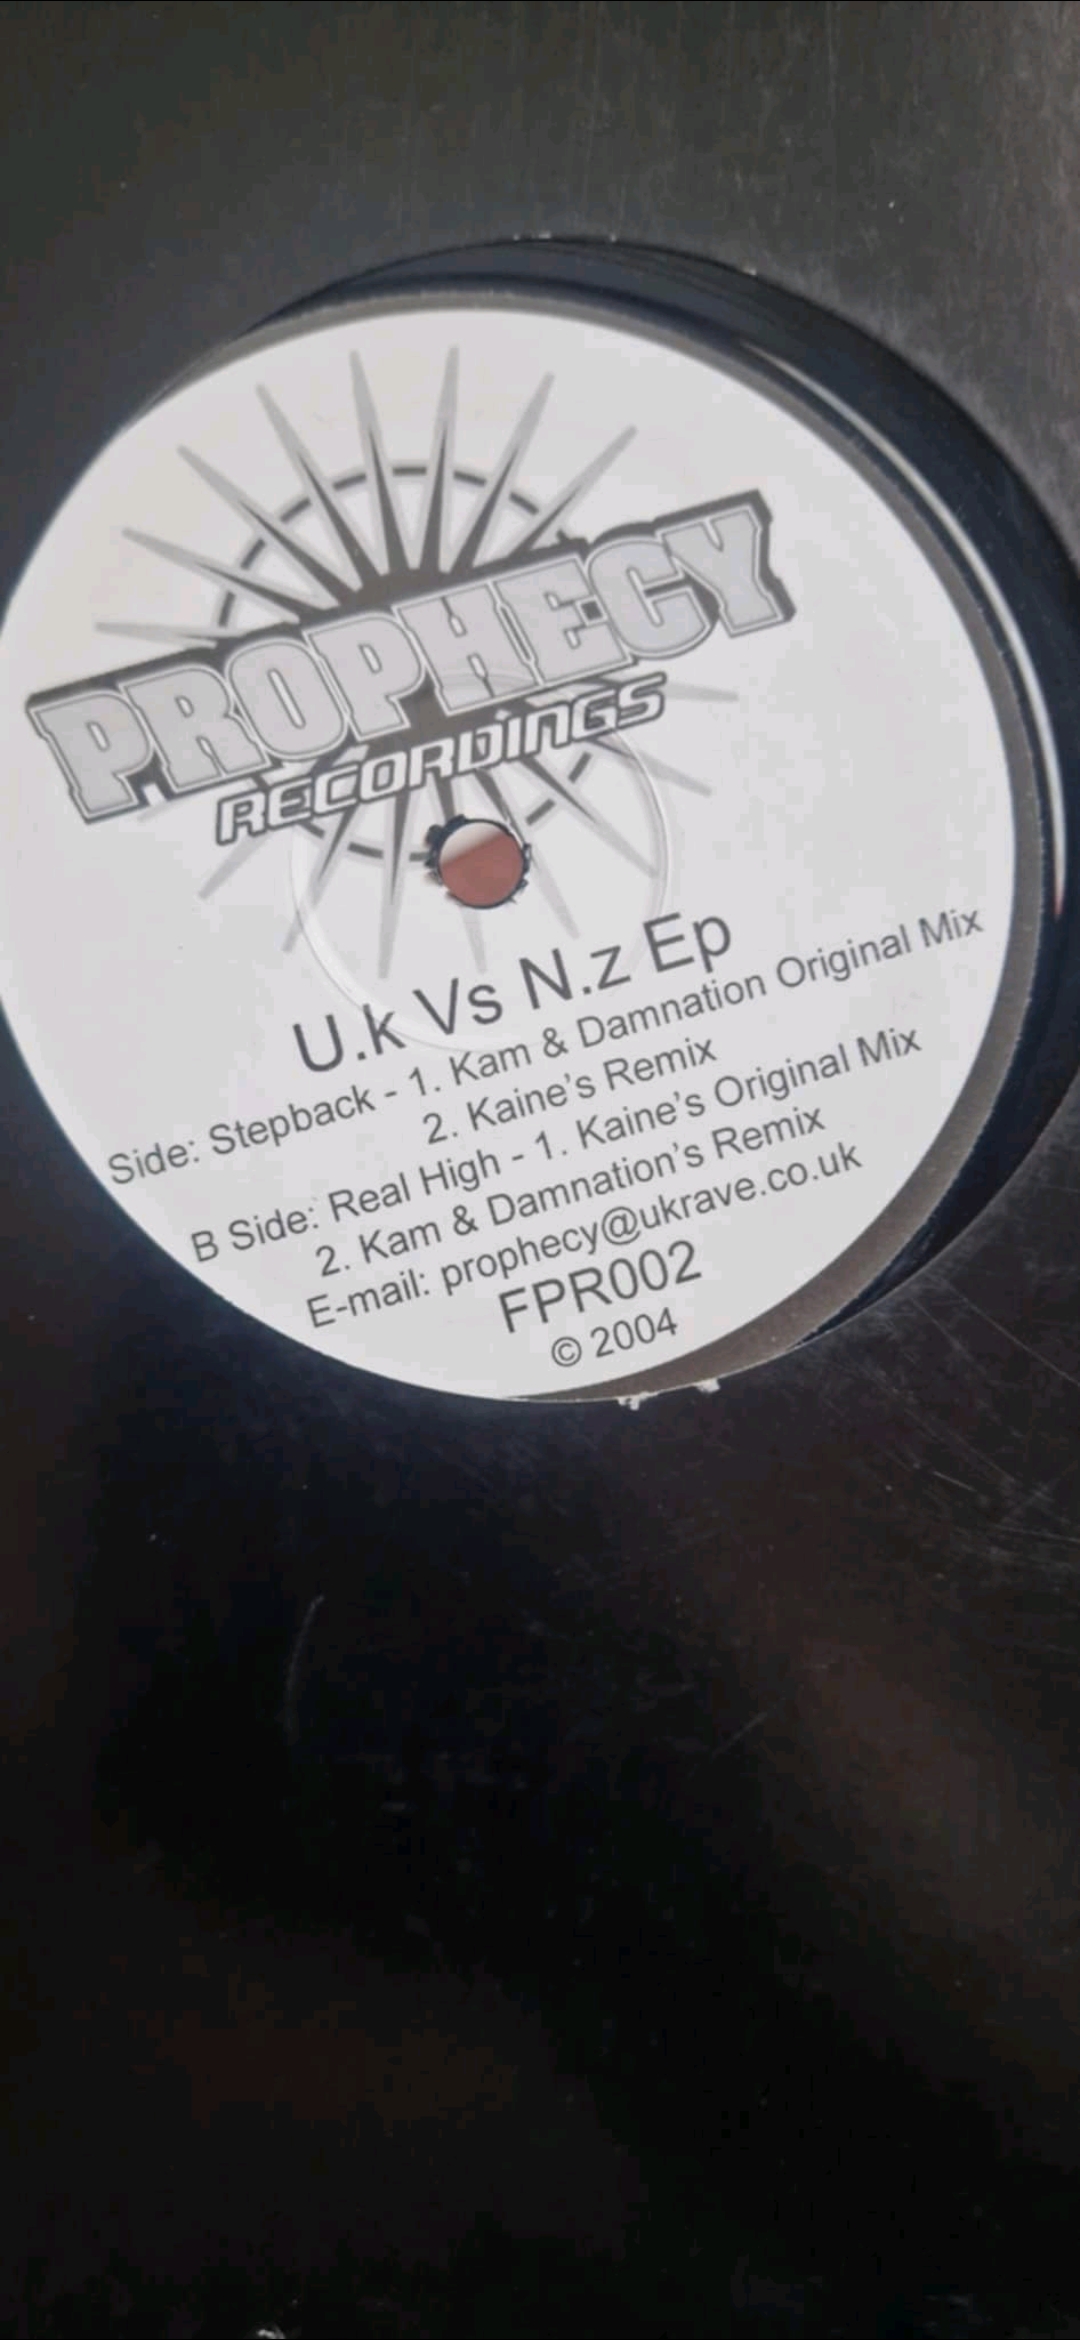 PROPHECY
RECORDINGS
U.k Vs N.z Ep
Side: Stepback - 1. Kam & Damnation Original Mix
2. Kaine's Remix
B Side: Real High - 1. Kaine's Original Mix
2. Kam & Damnation's Remix
E-mail: prophecy@ukrave.co.uk
FPR002
© 2004